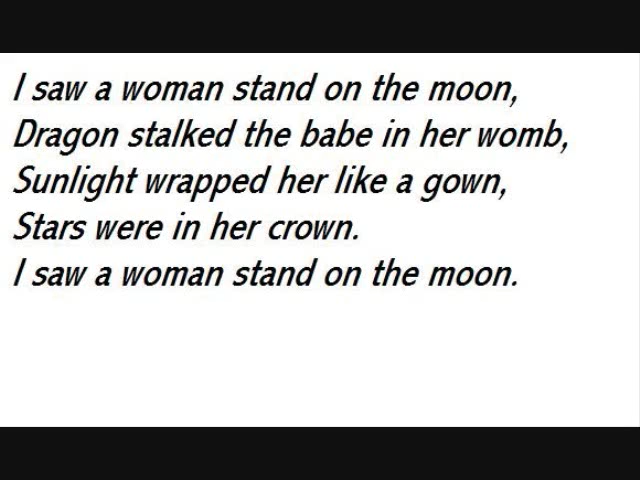 I saw a woman stand on the moon,
Dragon stalked the babe in her womb,
Sunlight wrapped her like a gown,
Stars were in her crown.
I saw a woman stand on the moon.